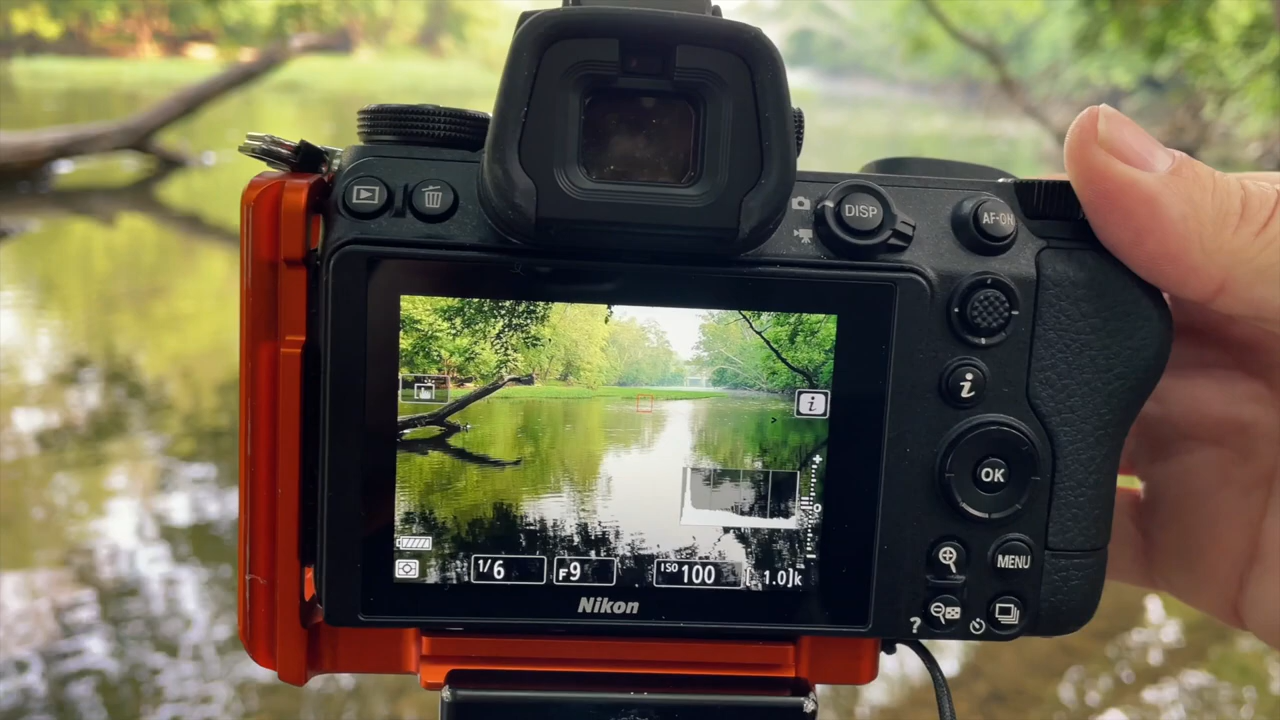 DISP
AF-ON
i
i
OK
1/6
F9
ISO 100
[1.0]k
Nikon
MENU
?